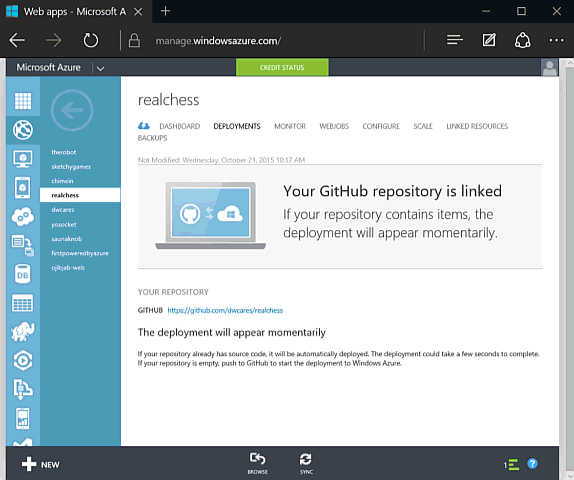 Web apps - Microsoft A
manage.windowsazure.com/
Microsoft Azure
CREDIT STATUS
realchess
DASHBOARD DEPLOYMENTS MONITOR WEBJOBS CONFIGURE SCALE LINKED RESOURCES
BACKUPS
Not Modified: Wednesday, October 21, 2015 10:17 AM
therobot
sketchygames
chimein
realchess
dwcares
yosocket
saunaknob
firstpoweredbyazure
ojibjab-web
DB
Your GitHub repository is linked
If your repository contains items, the
deployment will appear momentarily.
YOUR REPOSITORY
GITHUB https://github.com/dwcares/realchess
The deployment will appear momentarily
If your repository already has source code, it will be automatically deployed. The deployment could take a few seconds to complete.
If your repository is empty, push to GitHub to start the deployment to Windows Azure.
NEW
BROWSE
SYNC
1
?